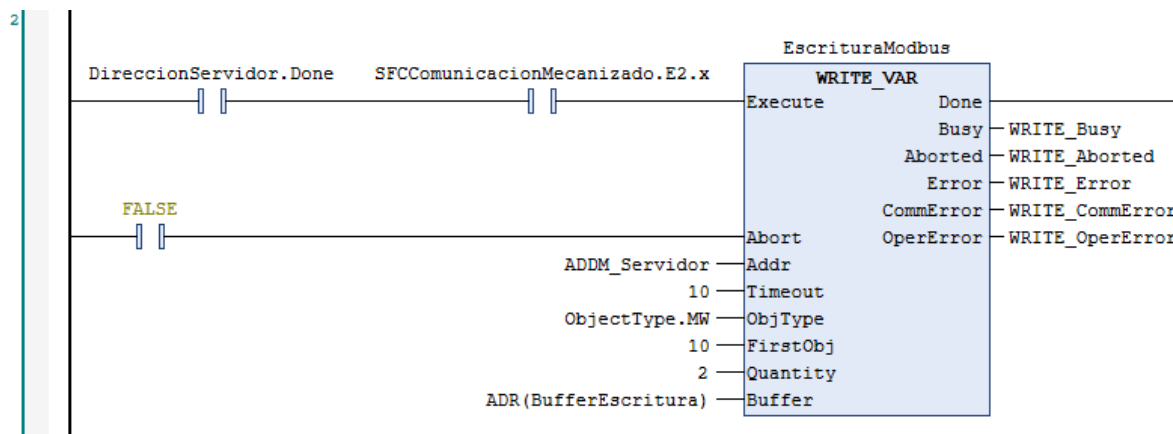 2
EscrituraModbus
DireccionServidor.Done SFCComunicacionMecanizado.E2.x WRITE_VAR
Execute Done
Busy WRITE_Busy
Aborted WRITE_Aborted
Error WRITE_Error
FALSE CommError WRITE_CommError
Abort OperError WRITE_OperError
ADDM_Servidor Addr
10 Timeout
ObjectType.MW ObjType
10 FirstObj
2 Quantity
ADR(BufferEscritura) Buffer